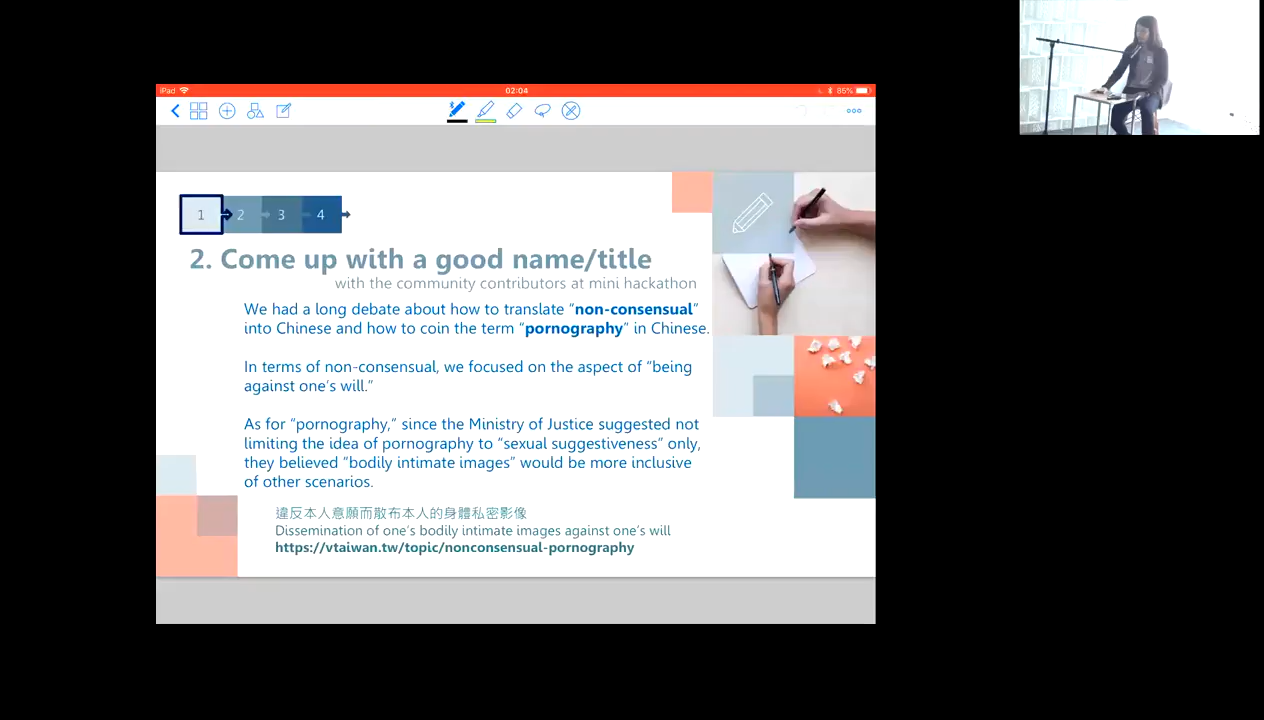 iPad
02:04
85%
1 2 3 4
2. Come up with a good name/title
with the community contributors at mini hackathon
We had a long debate about how to translate “non-consensual”
into Chinese and how to coin the term “pornography” in Chinese.
In terms of non-consensual, we focused on the aspect of “being
against one’s will.”
As for “pornography,” since the Ministry of Justice suggested not
limiting the idea of pornography to “sexual suggestiveness” only,
they believed “bodily intimate images” would be more inclusive
of other scenarios.
違反本人意願而散布本人的身體私密影像
Dissemination of one’s bodily intimate images against one’s will
https://vtaiwan.tw/topic/nonconsensual-pornography